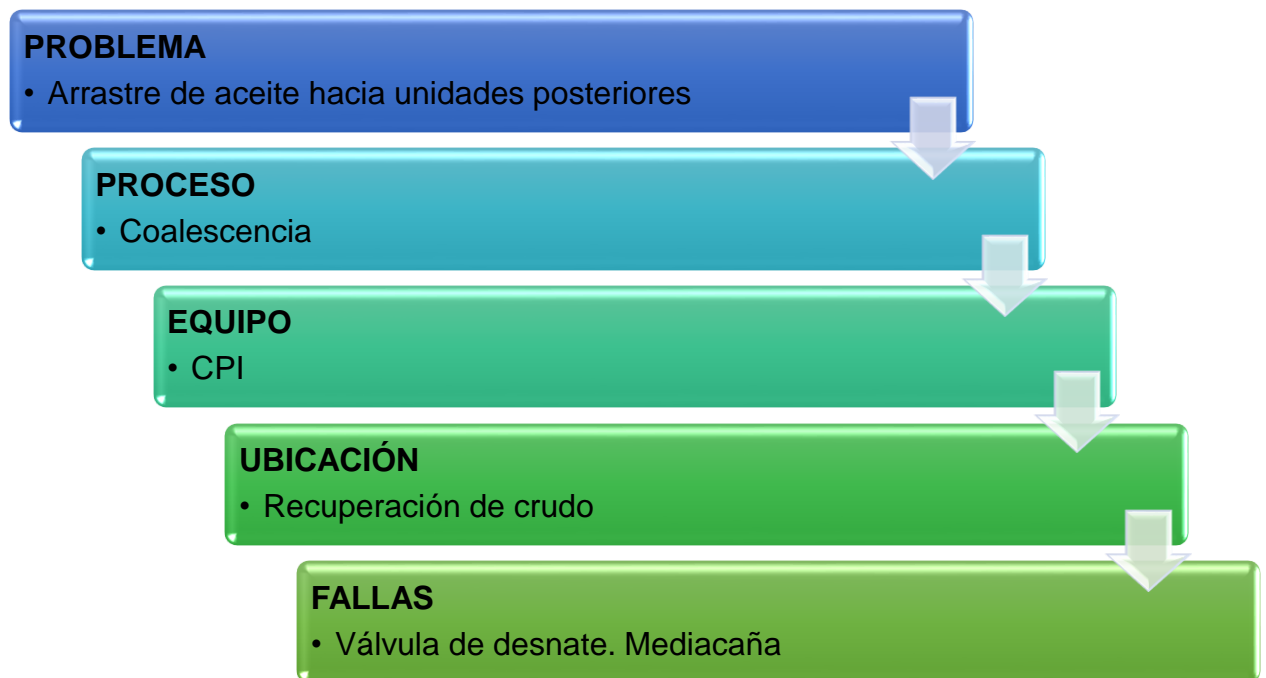 PROBLEMA
• Arrastre de aceite hacia unidades posteriores
PROCESO
• Coalescencia
EQUIPO
• CPI
UBICACIÓN
• Recuperación de crudo
FALLAS
• Válvula de desnate. Mediacaña